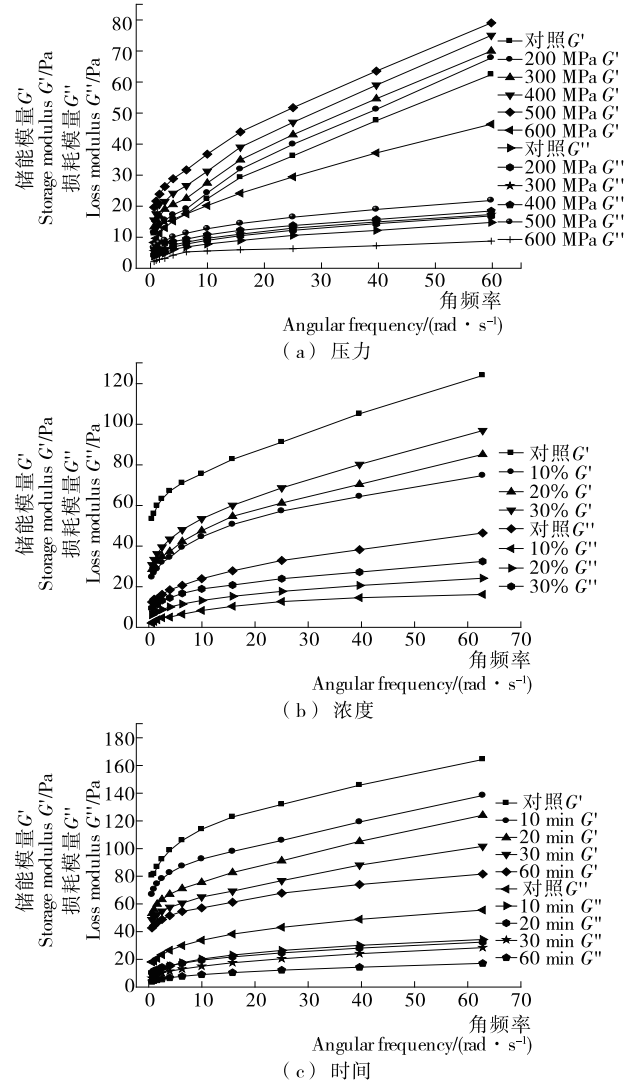 储能模量G'
Storage modulus G'/Pa
损耗模量G''
Loss modulus G''/Pa
80
70
60
50
40
30
20
10
0
0
10
20
30
40
50
60
对照G'
200 MPa G'
300 MPa G'
400 MPa G'
500 MPa G'
600 MPa G'
对照G''
200 MPa G''
300 MPa G''
400 MPa G''
500 MPa G''
600 MPa G''
角频率
Angular frequency/(rad·s⁻¹)
(a) 压力
储能模量G'
Storage modulus G'/Pa
损耗模量G''
Loss modulus G''/Pa
120
100
80
60
40
20
0
0
10
20
30
40
50
60
70
对照G'
10% G'
20% G'
30% G'
对照G''
10% G''
20% G''
30% G''
角频率
Angular frequency/(rad·s⁻¹)
(b) 浓度
储能模量G'
Storage modulus G'/Pa
损耗模量G''
Loss modulus G''/Pa
180
160
140
120
100
80
60
40
20
0
0
10
20
30
40
50
60
70
对照G'
10 min G'
20 min G'
30 min G'
60 min G'
对照G''
10 min G''
20 min G''
30 min G''
60 min G''
角频率
Angular frequency/(rad·s⁻¹)
(c) 时间